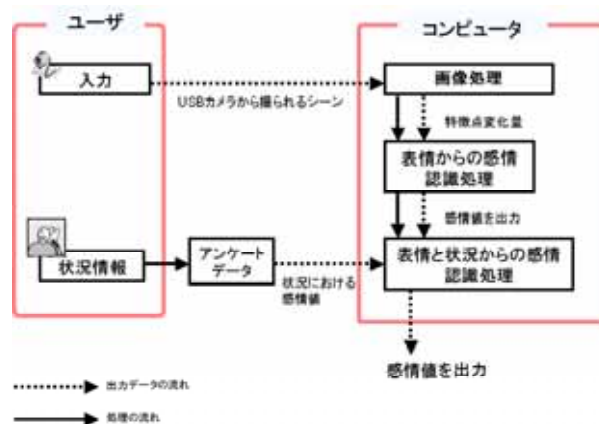 ユーザ
コンピュータ
入力
画像処理
USBカメラから撮られるシーン
特徴点変化量
表情からの感情
認識処理
感情値を出力
状況情報
アンケート
データ
状況における
感情値
表情と状況からの感情
認識処理
感情値を出力
出力データの流れ
処理の流れ